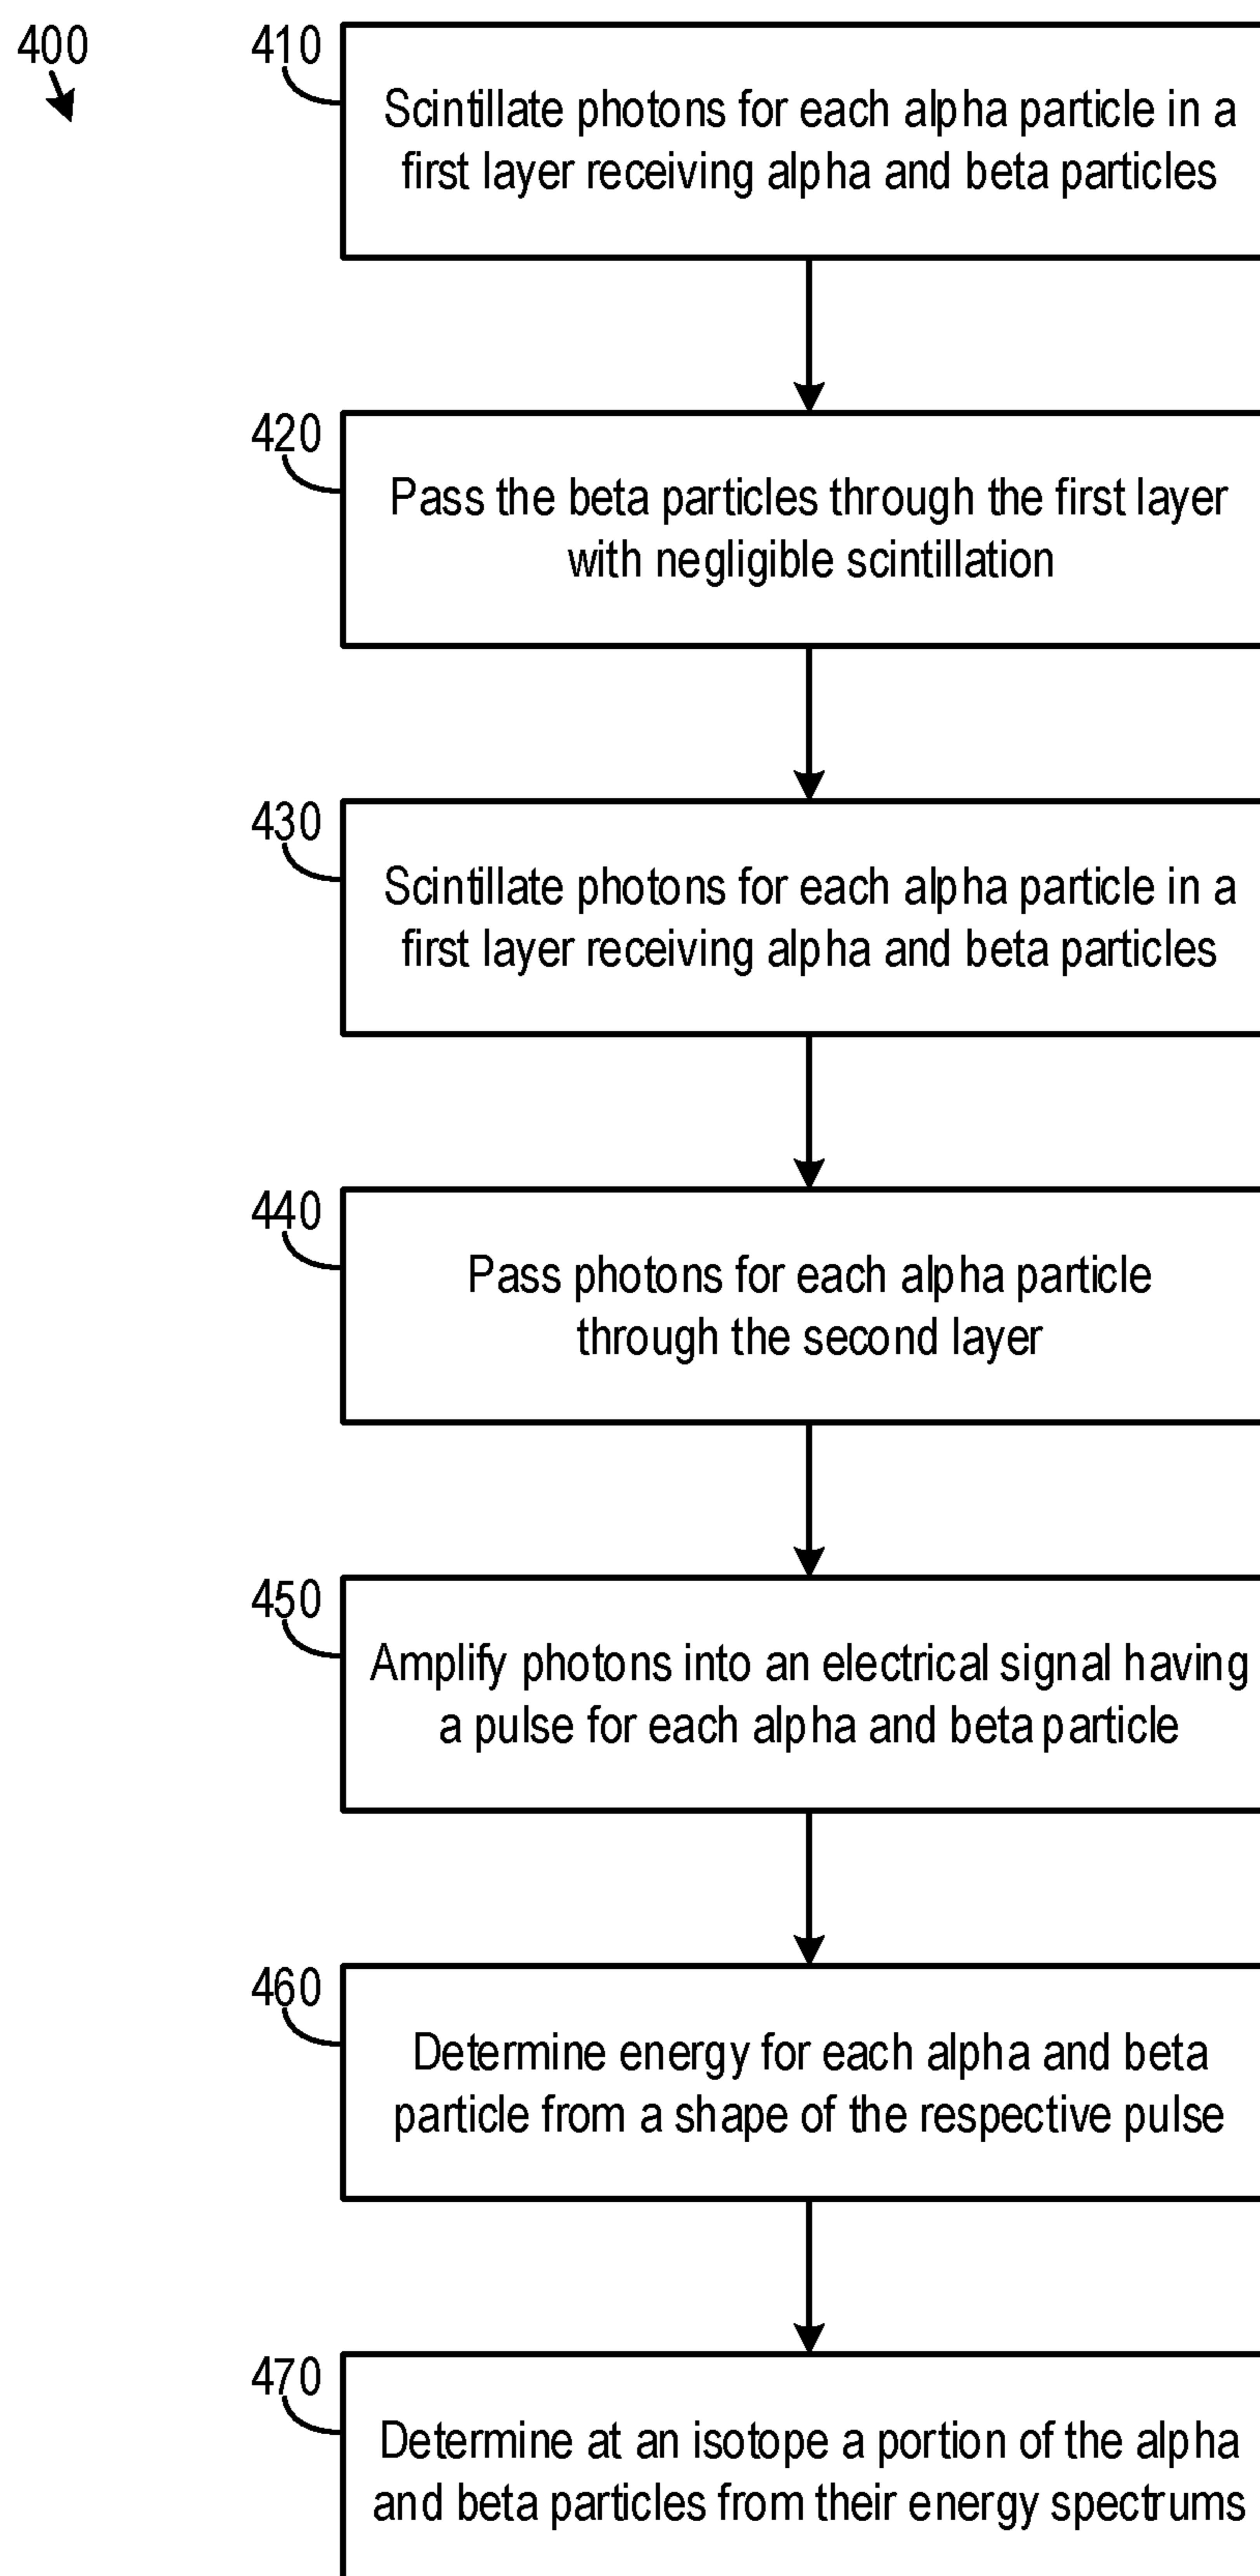 400
410
Scintillate photons for each alpha particle in a
first layer receiving alpha and beta particles
420
Pass the beta particles through the first layer
with negligible scintillation
430
Scintillate photons for each alpha particle in a
first layer receiving alpha and beta particles
440
Pass photons for each alpha particle
through the second layer
450
Amplify photons into an electrical signal having
a pulse for each alpha and beta particle
460
Determine energy for each alpha and beta
particle from a shape of the respective pulse
470
Determine at an isotope a portion of the alpha
and beta particles from their energy spectrums